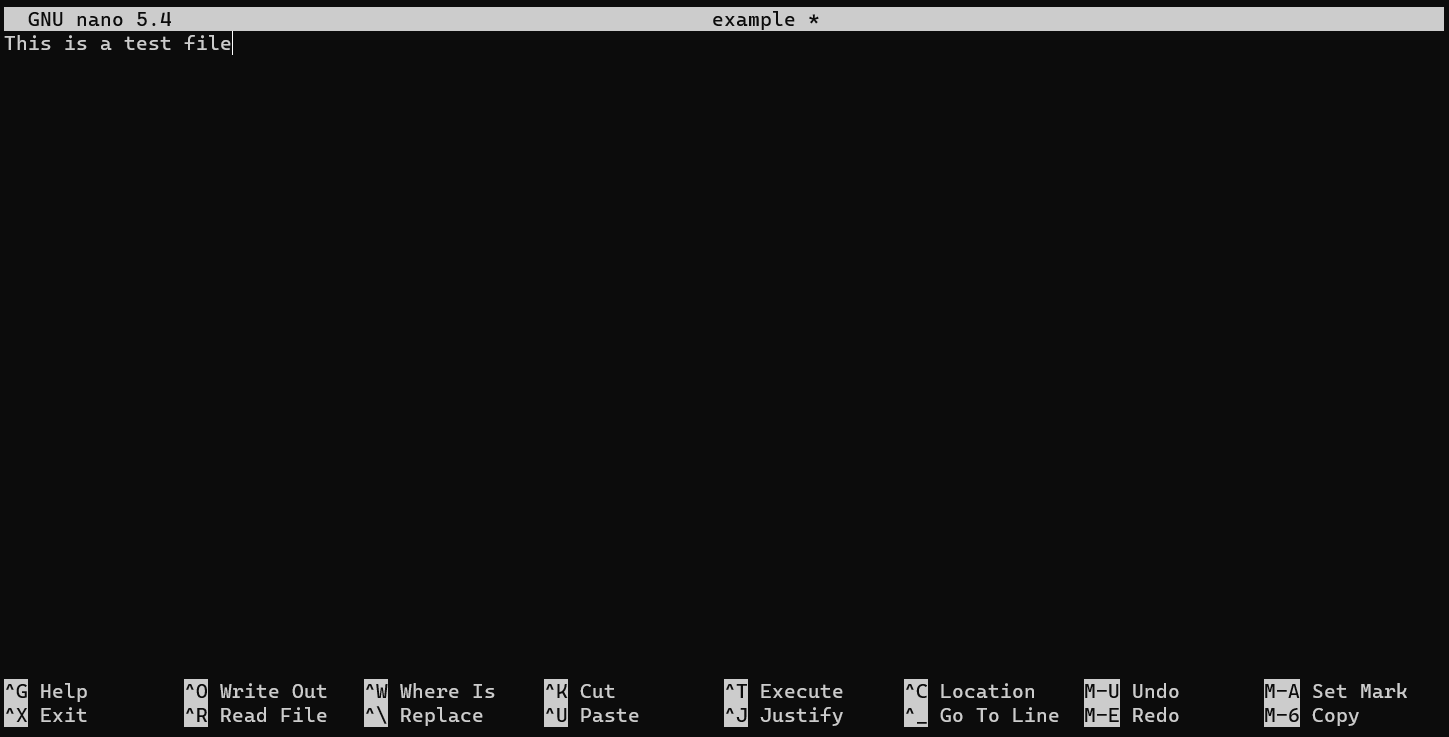 GNU nano 5.4 example *
This is a test file
^G Help ^O Write Out ^W Where Is ^K Cut ^T Execute ^C Location M-U Undo M-A Set Mark
^X Exit ^R Read File ^\ Replace ^U Paste ^J Justify ^_ Go To Line M-E Redo M-6 Copy